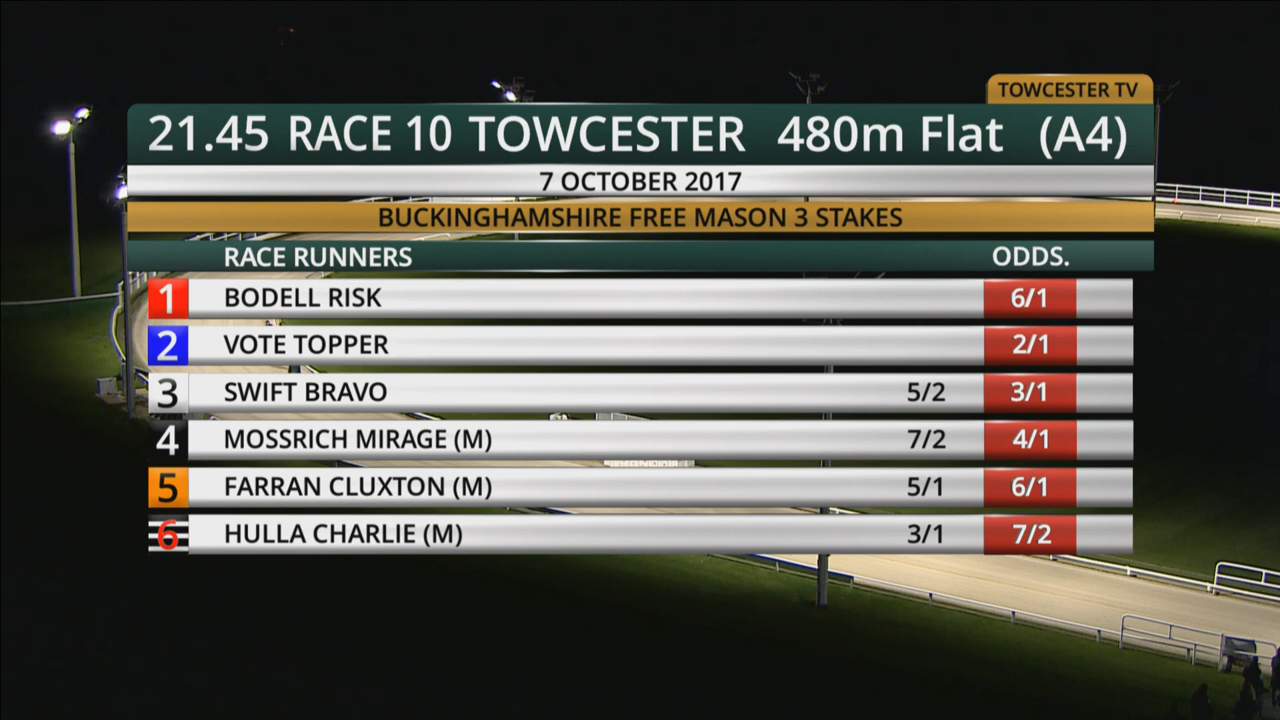 TOWCESTER TV
21.45 RACE 10 TOWCESTER 480m Flat (A4)
7 OCTOBER 2017
BUCKINGHAMSHIRE FREE MASON 3 STAKES
RACE RUNNERS ODDS.
1 BODELL RISK 6/1
2 VOTE TOPPER 2/1
3 SWIFT BRAVO 5/2 3/1
4 MOSSRICH MIRAGE (M) 7/2 4/1
5 FARRAN CLUXTON (M) 5/1 6/1
6 HULLA CHARLIE (M) 3/1 7/2